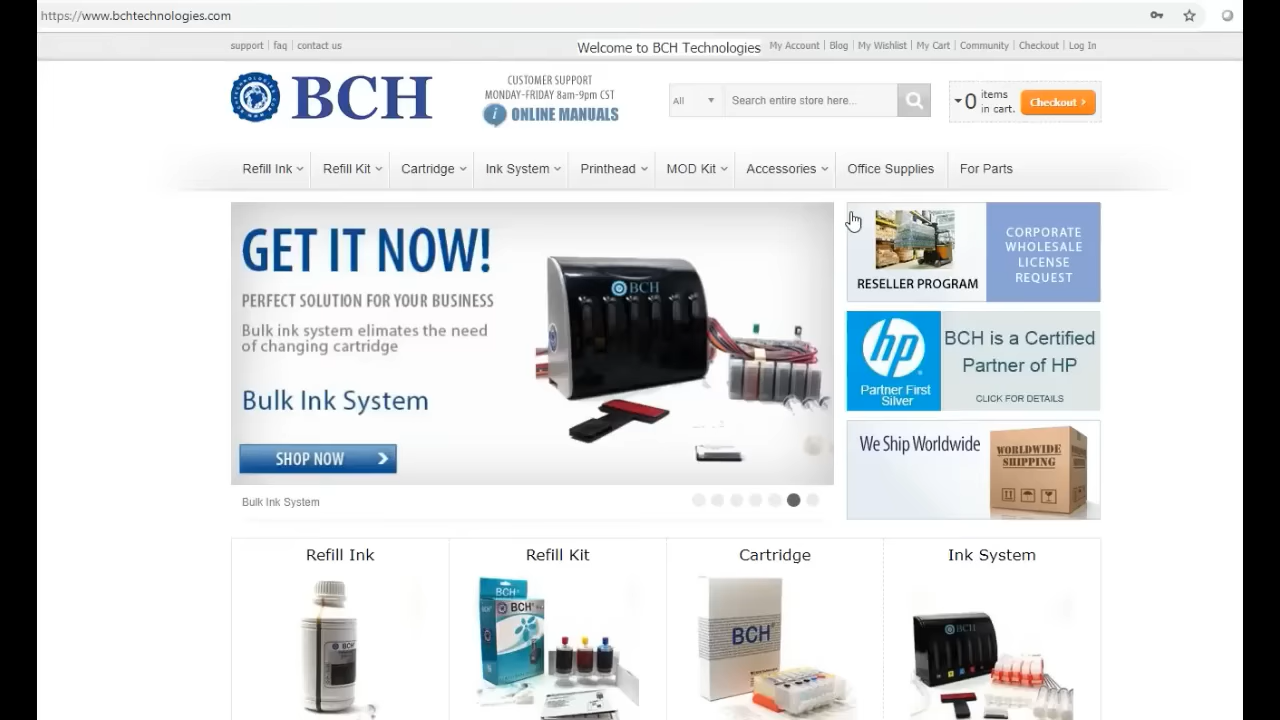 https://www.bchtechnologies.com
support faq contact us
Welcome to BCH Technologies
My Account Blog My Wishlist My Cart Community Checkout Log In
BCH
CUSTOMER SUPPORT
MONDAY-FRIDAY 8am-9pm CST
i ONLINE MANUALS
All
Search entire store here...
0 items
in cart.
Checkout
Refill Ink Refill Kit Cartridge Ink System Printhead MOD Kit Accessories Office Supplies For Parts
GET IT NOW!
PERFECT SOLUTION FOR YOUR BUSINESS
Bulk ink system elimates the need
of changing cartridge
Bulk Ink System
SHOP NOW
BCH
Bulk Ink System
RESELLER PROGRAM
CORPORATE
WHOLESALE
LICENSE
REQUEST
hp
Partner First
Silver
BCH is a Certified
Partner of HP
CLICK FOR DETAILS
We Ship Worldwide
WORLDWIDE
SHIPPING
Refill Ink
Refill Kit
Cartridge
Ink System
BCH
BCH
BCH
BCH